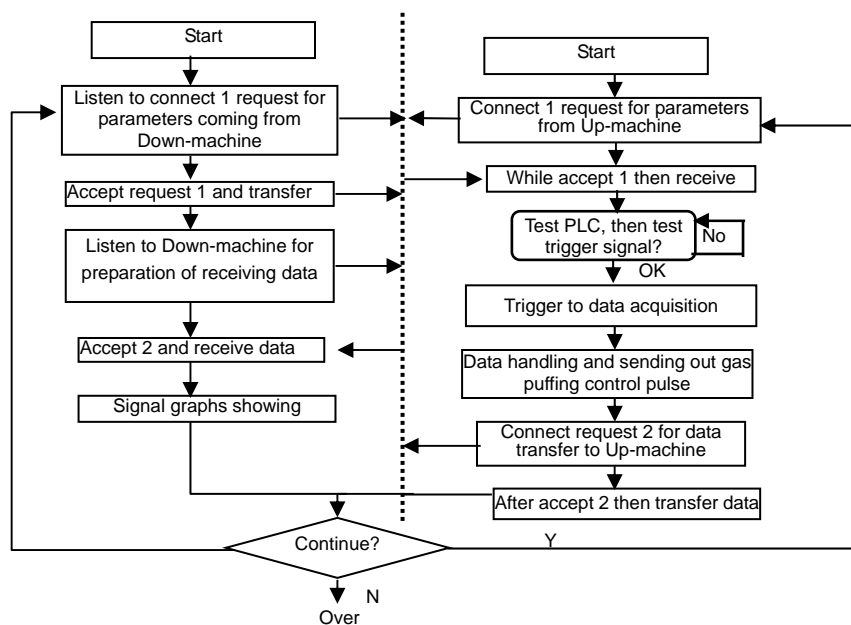 Start
Listen to connect 1 request for
parameters coming from
Down-machine
Accept request 1 and transfer
Listen to Down-machine for
preparation of receiving data
Accept 2 and receive data
Signal graphs showing
Start
Connect 1 request for parameters
from Up-machine
While accept 1 then receive
Test PLC, then test
trigger signal?
No
OK
Trigger to data acquisition
Data handling and sending out gas
puffing control pulse
Connect request 2 for data
transfer to Up-machine
After accept 2 then transfer data
Continue?
Y
N
Over